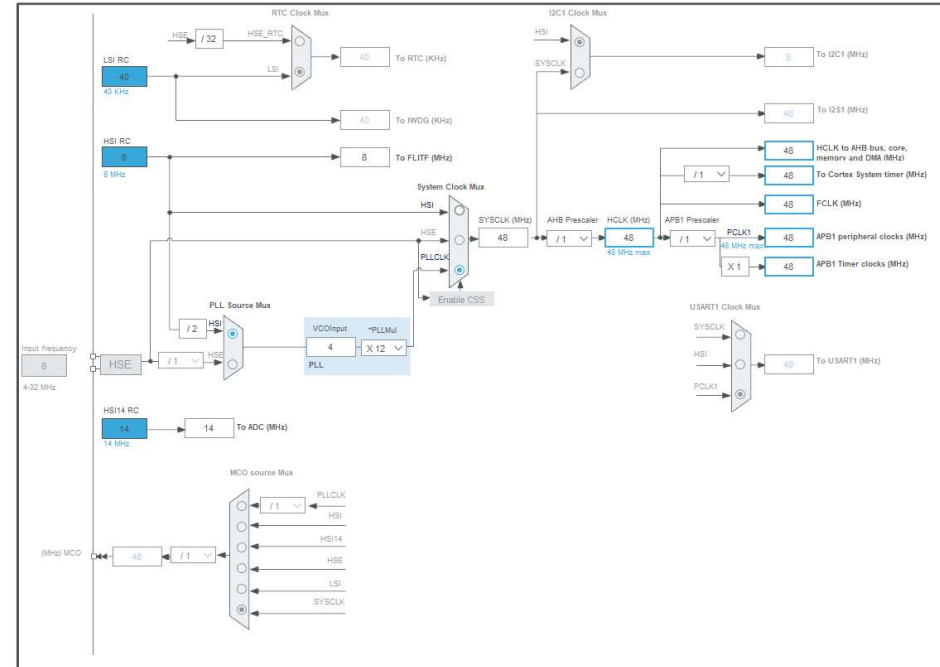 RTC Clock Mux
HSE
/ 32
HSE_RTC
LSI
40
To RTC (KHz)
LSI RC
40
40 KHz
40
To IWDG (KHz)
HSI RC
8
8 MHz
8
To FLITF (MHz)
I2C1 Clock Mux
HSI
SYSCLK
8
To I2C1 (MHz)
48
To I2S1 (MHz)
System Clock Mux
HSI
HSE
PLLCLK
Enable CSS
SYSCLK (MHz)
48
AHB Prescaler
/ 1
HCLK (MHz)
48
48 MHz max
APB1 Prescaler
/ 1
48
HCLK to AHB bus, core,
memory and DMA (MHz)
/ 1
48
To Cortex System timer (MHz)
48
FCLK (MHz)
PCLK1
48 MHz max
48
APB1 peripheral clocks (MHz)
X 1
48
APB1 Timer clocks (MHz)
PLL Source Mux
/ 2
HSI
/ 1
HSE
VCOInput
4
*PLLMul
X 12
PLL
Input frequency
8
4-32 MHz
HSE
HSI14 RC
14
14 MHz
14
To ADC (MHz)
USART1 Clock Mux
SYSCLK
HSI
PCLK1
48
To USART1 (MHz)
MCO source Mux
PLLCLK
/ 1
HSI
HSI14
HSE
LSI
SYSCLK
(MHz) MCO
48
/ 1